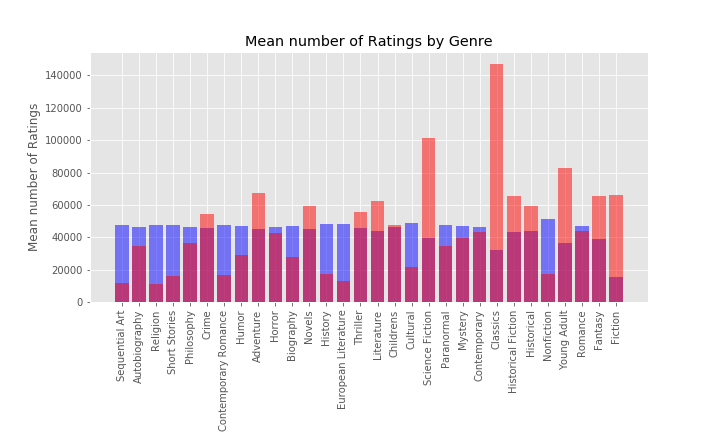 Mean number of Ratings by Genre
Mean number of Ratings
140000
120000
100000
80000
60000
40000
20000
0
Sequential Art
Autobiography
Religion
Short Stories
Philosophy
Crime
Contemporary Romance
Humor
Adventure
Horror
Biography
Novels
History
European Literature
Thriller
Literature
Childrens
Cultural
Science Fiction
Paranormal
Mystery
Contemporary
Classics
Historical Fiction
Historical
Nonfiction
Young Adult
Romance
Fantasy
Fiction